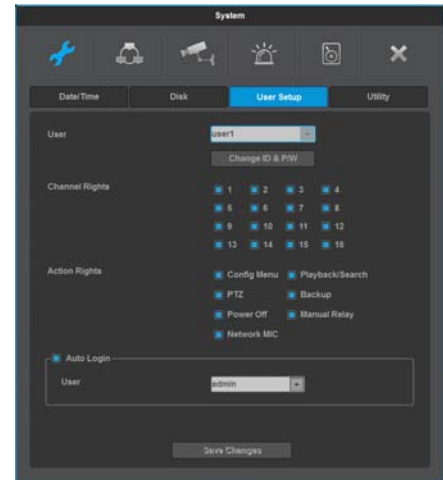 System
Date/Time Disk User Setup Utility
User user1
Change ID & P/W
Channel Rights 1 2 3 4
5 6 7 8
9 10 11 12
13 14 15 16
Action Rights Config Menu Playback/Search
PTZ Backup
Power Off Manual Relay
Network MIC
Auto Login
User admin
Save Changes